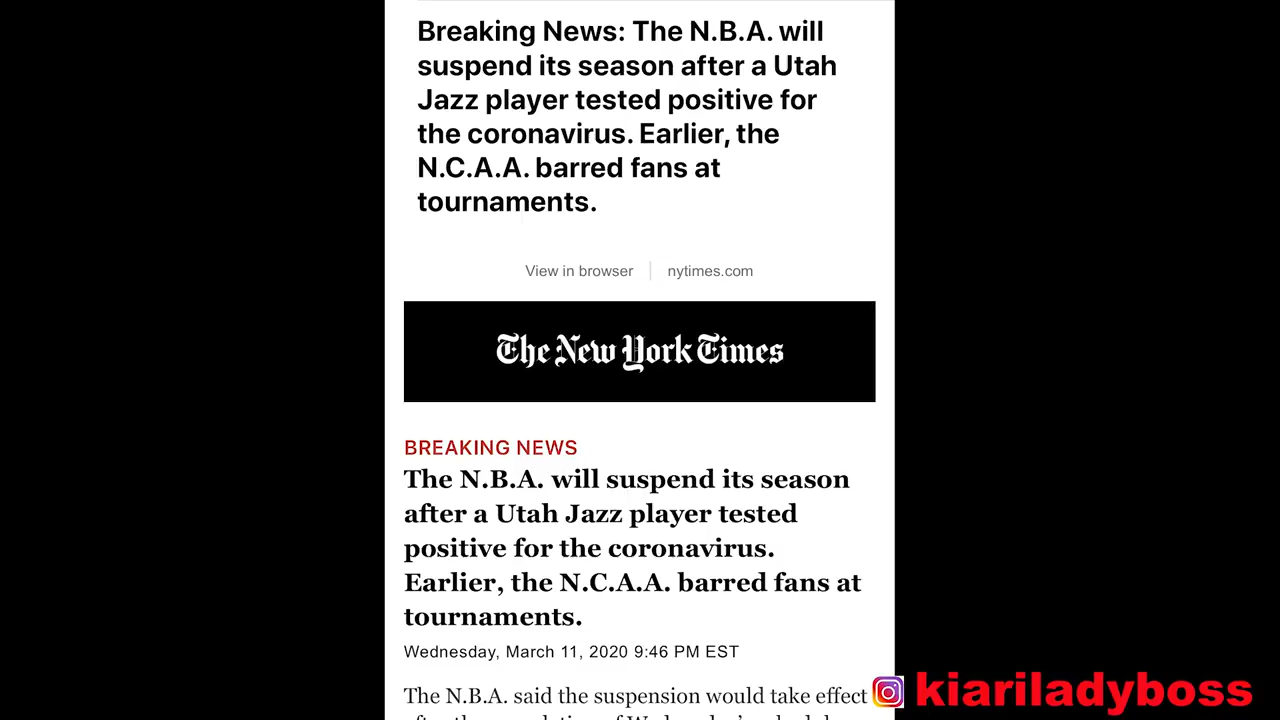 Breaking News: The N.B.A. will
suspend its season after a Utah
Jazz player tested positive for
the coronavirus. Earlier, the
N.C.A.A. barred fans at
tournaments.
View in browser | nytimes.com
The New York Times
BREAKING NEWS
The N.B.A. will suspend its season
after a Utah Jazz player tested
positive for the coronavirus.
Earlier, the N.C.A.A. barred fans at
tournaments.
Wednesday, March 11, 2020 9:46 PM EST
The N.B.A. said the suspension would take effect
kiariladyboss